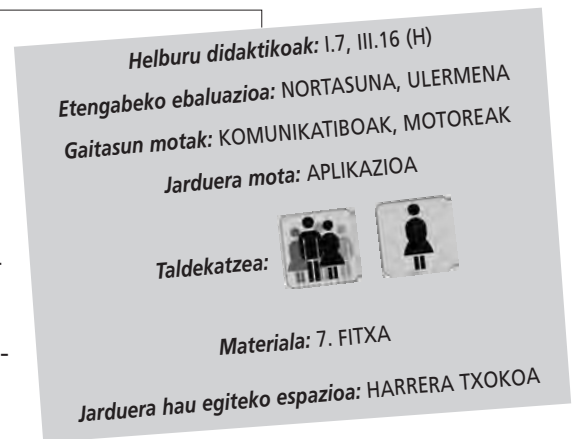 Helburu didaktikoak: I.7, III.16 (H)
Etengabeko ebaluazioa: NORTASUNA, ULERMENA
Gaitasun motak: KOMUNIKATIBOAK, MOTOREAK
Jarduera mota: APLIKAZIOA
Taldekatzea:
Materiala: 7. FITXA
Jarduera hau egiteko espazioa: HARRERA TXOKOA